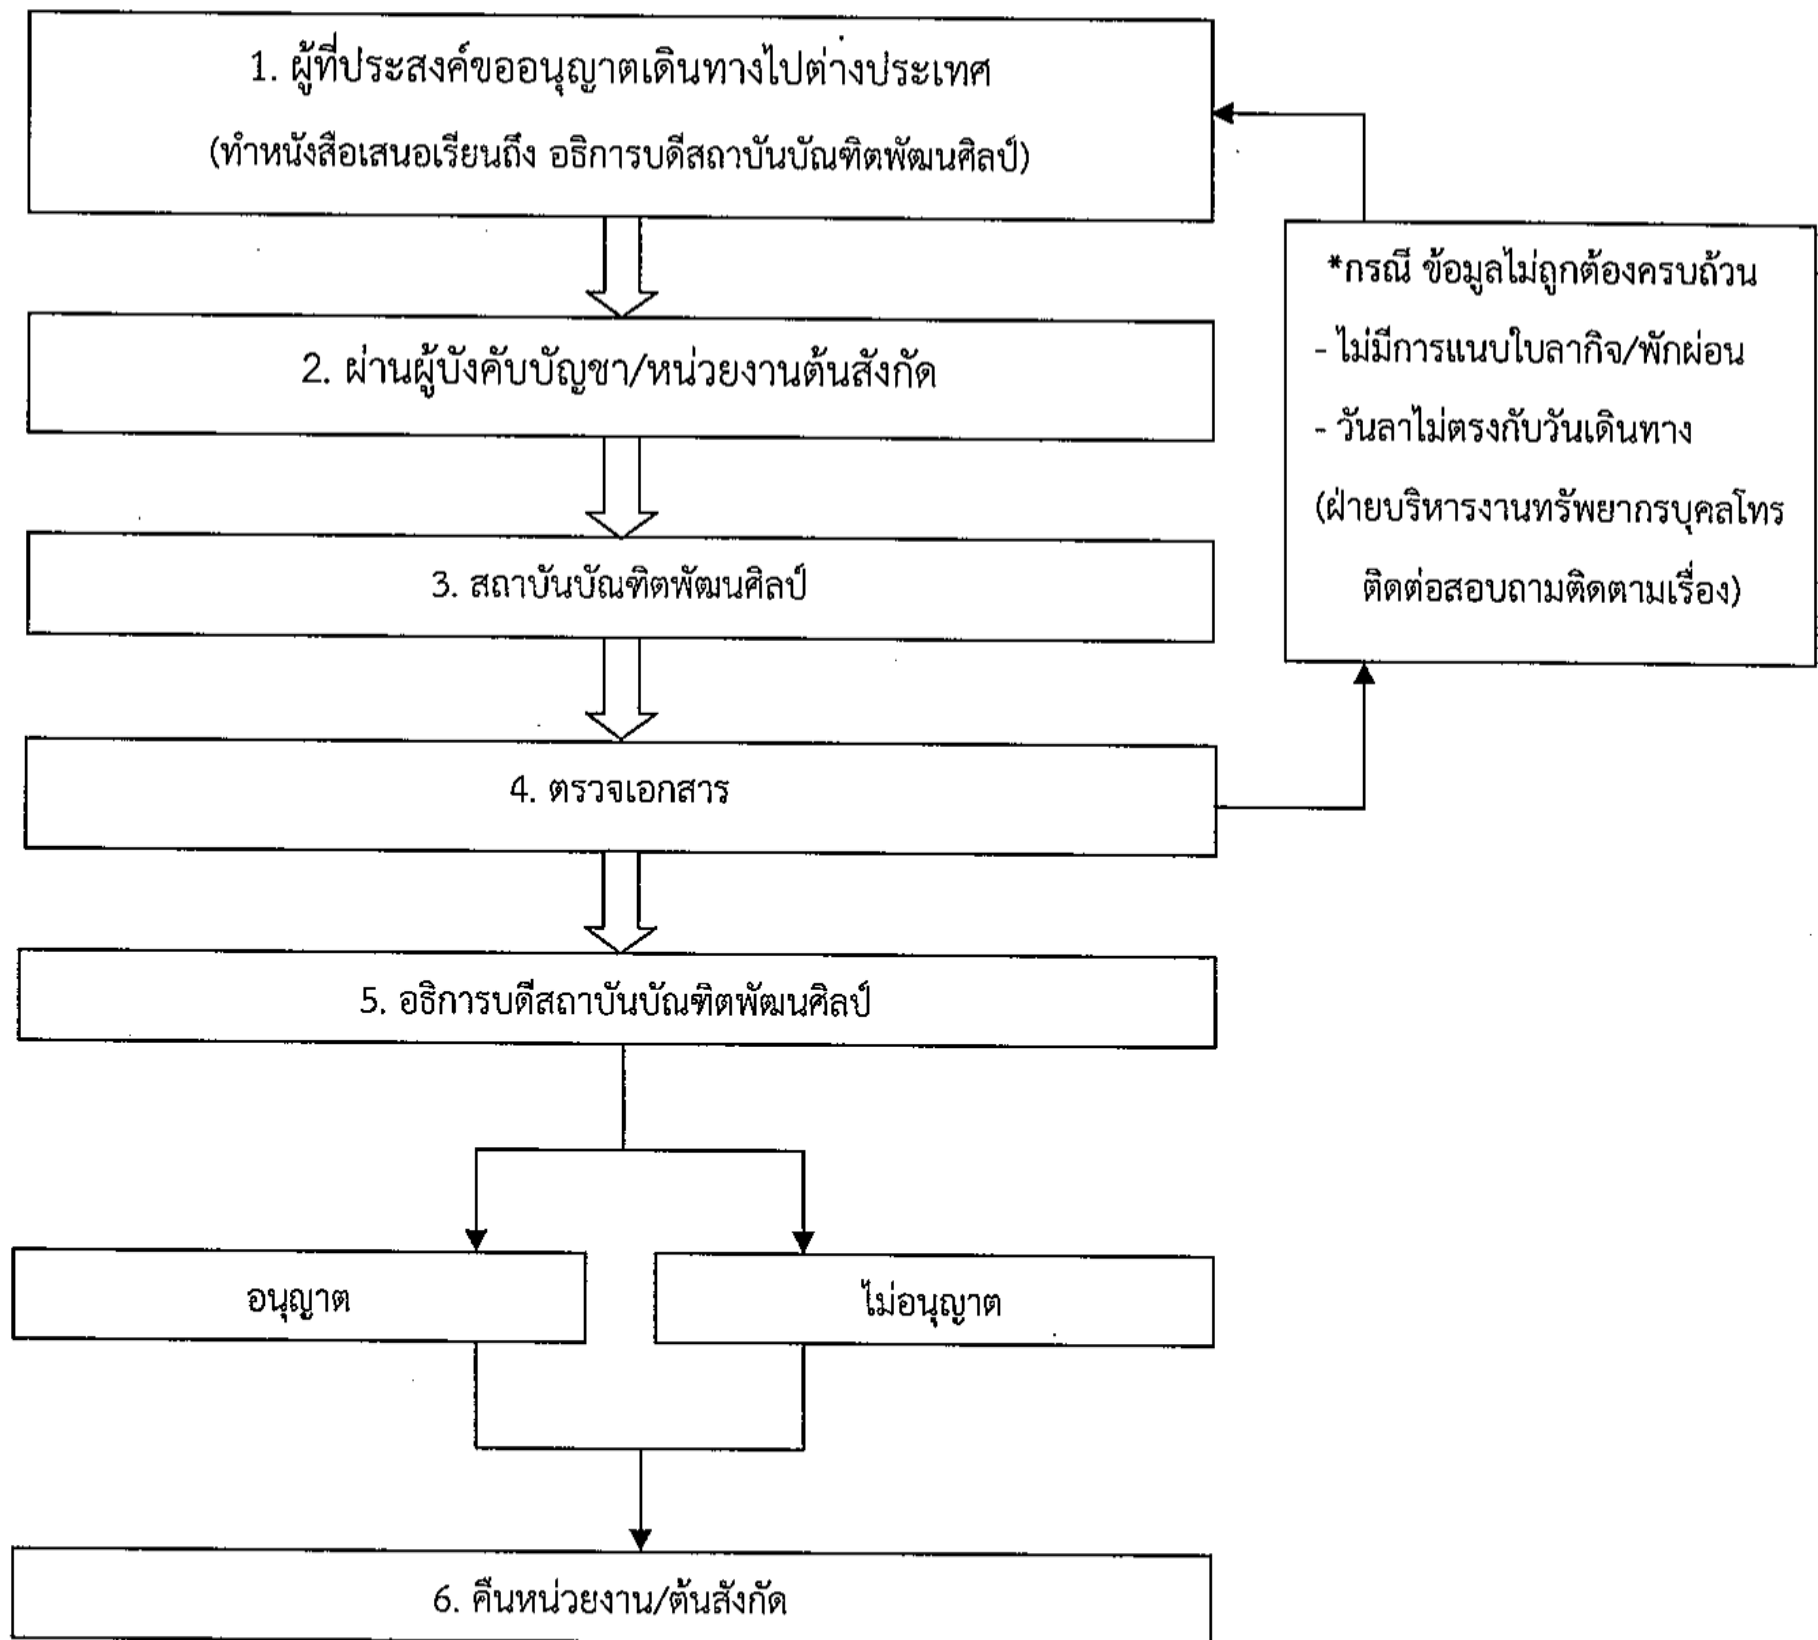 1. ผู้ที่ประสงค์ขออนุญาตเดินทางไปต่างประเทศ
(ทำหนังสือเสนอเรียนถึง อธิการบดีสถาบันบัณฑิตพัฒนศิลป์)
*กรณี ข้อมูลไม่ถูกต้องครบถ้วน
- ไม่มีการแนบใบลากิจ/พักผ่อน
- วันลาไม่ตรงกับวันเดินทาง
(ฝ่ายบริหารงานทรัพยากรบุคลโทร
ติดต่อสอบถามติดตามเรื่อง)
2. ผ่านผู้บังคับบัญชา/หน่วยงานต้นสังกัด
3. สถาบันบัณฑิตพัฒนศิลป์
4. ตรวจเอกสาร
5. อธิการบดีสถาบันบัณฑิตพัฒนศิลป์
อนุญาต
ไม่อนุญาต
6. คืนหน่วยงาน/ต้นสังกัด